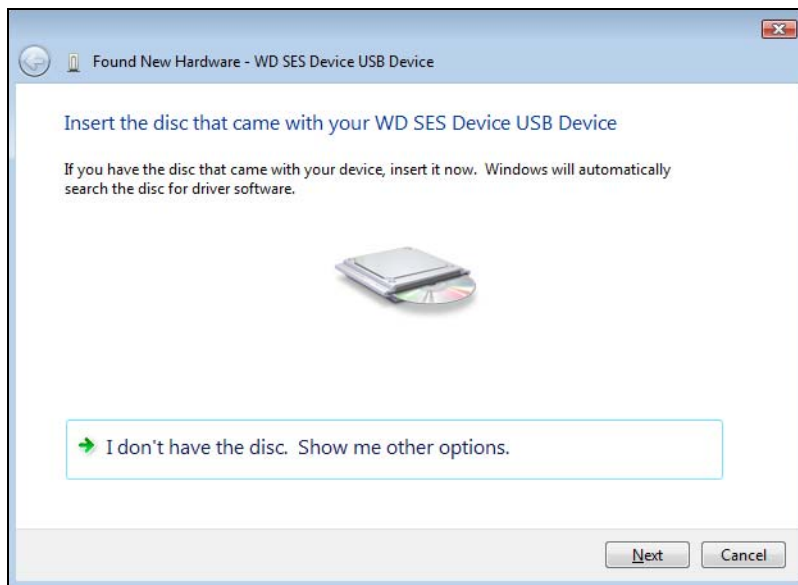 Found New Hardware - WD SES Device USB Device
Insert the disc that came with your WD SES Device USB Device
If you have the disc that came with your device, insert it now.  Windows will automatically
search the disc for driver software.
I don't have the disc.  Show me other options.
Next
Cancel